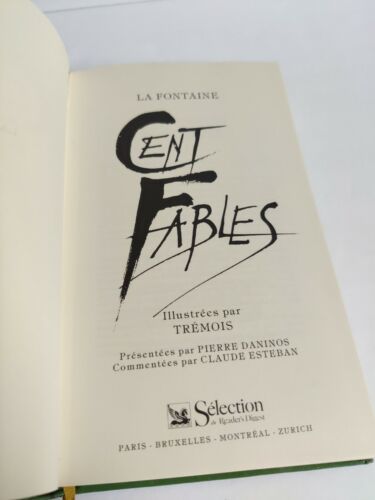 LA FONTAINE
CENT
FABLES
Illustrées par
TRÉMOIS
Présentées par PIERRE DANINOS
Commentées par CLAUDE ESTEBAN
Sélection
du Reader's Digest
PARIS - BRUXELLES - MONTRÉAL - ZURICH